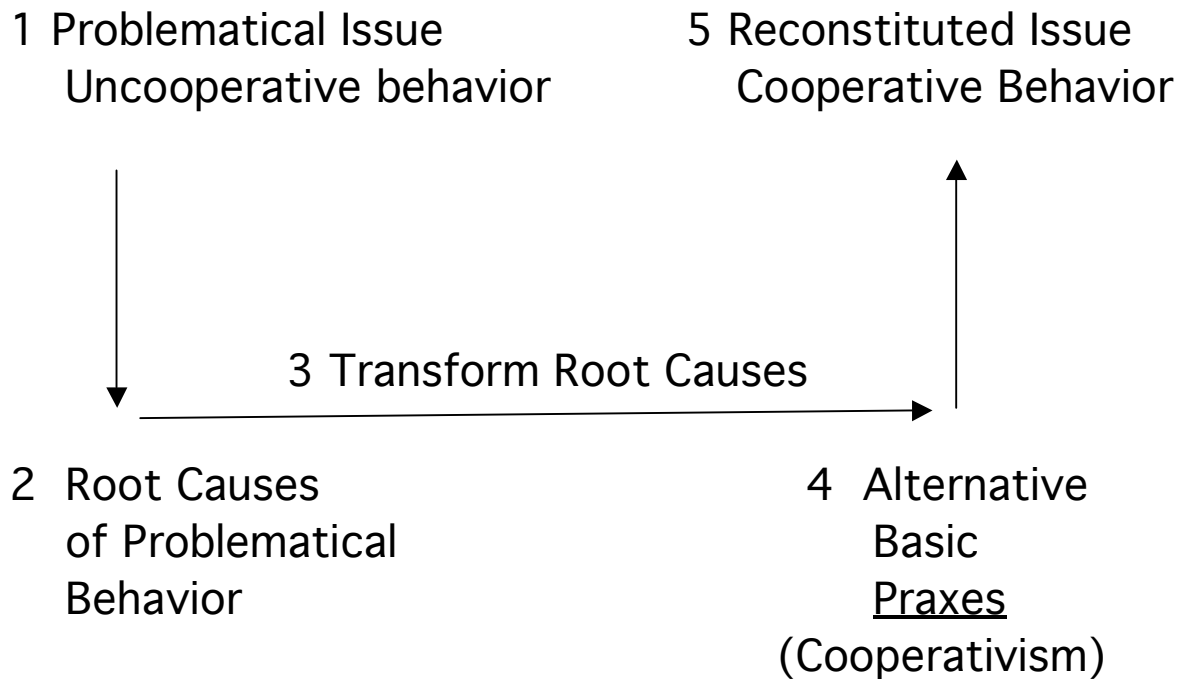 1 Problematical Issue
Uncooperative behavior
5 Reconstituted Issue
Cooperative Behavior
3 Transform Root Causes
2 Root Causes
of Problematical
Behavior
4 Alternative
Basic
Praxes
(Cooperativism)